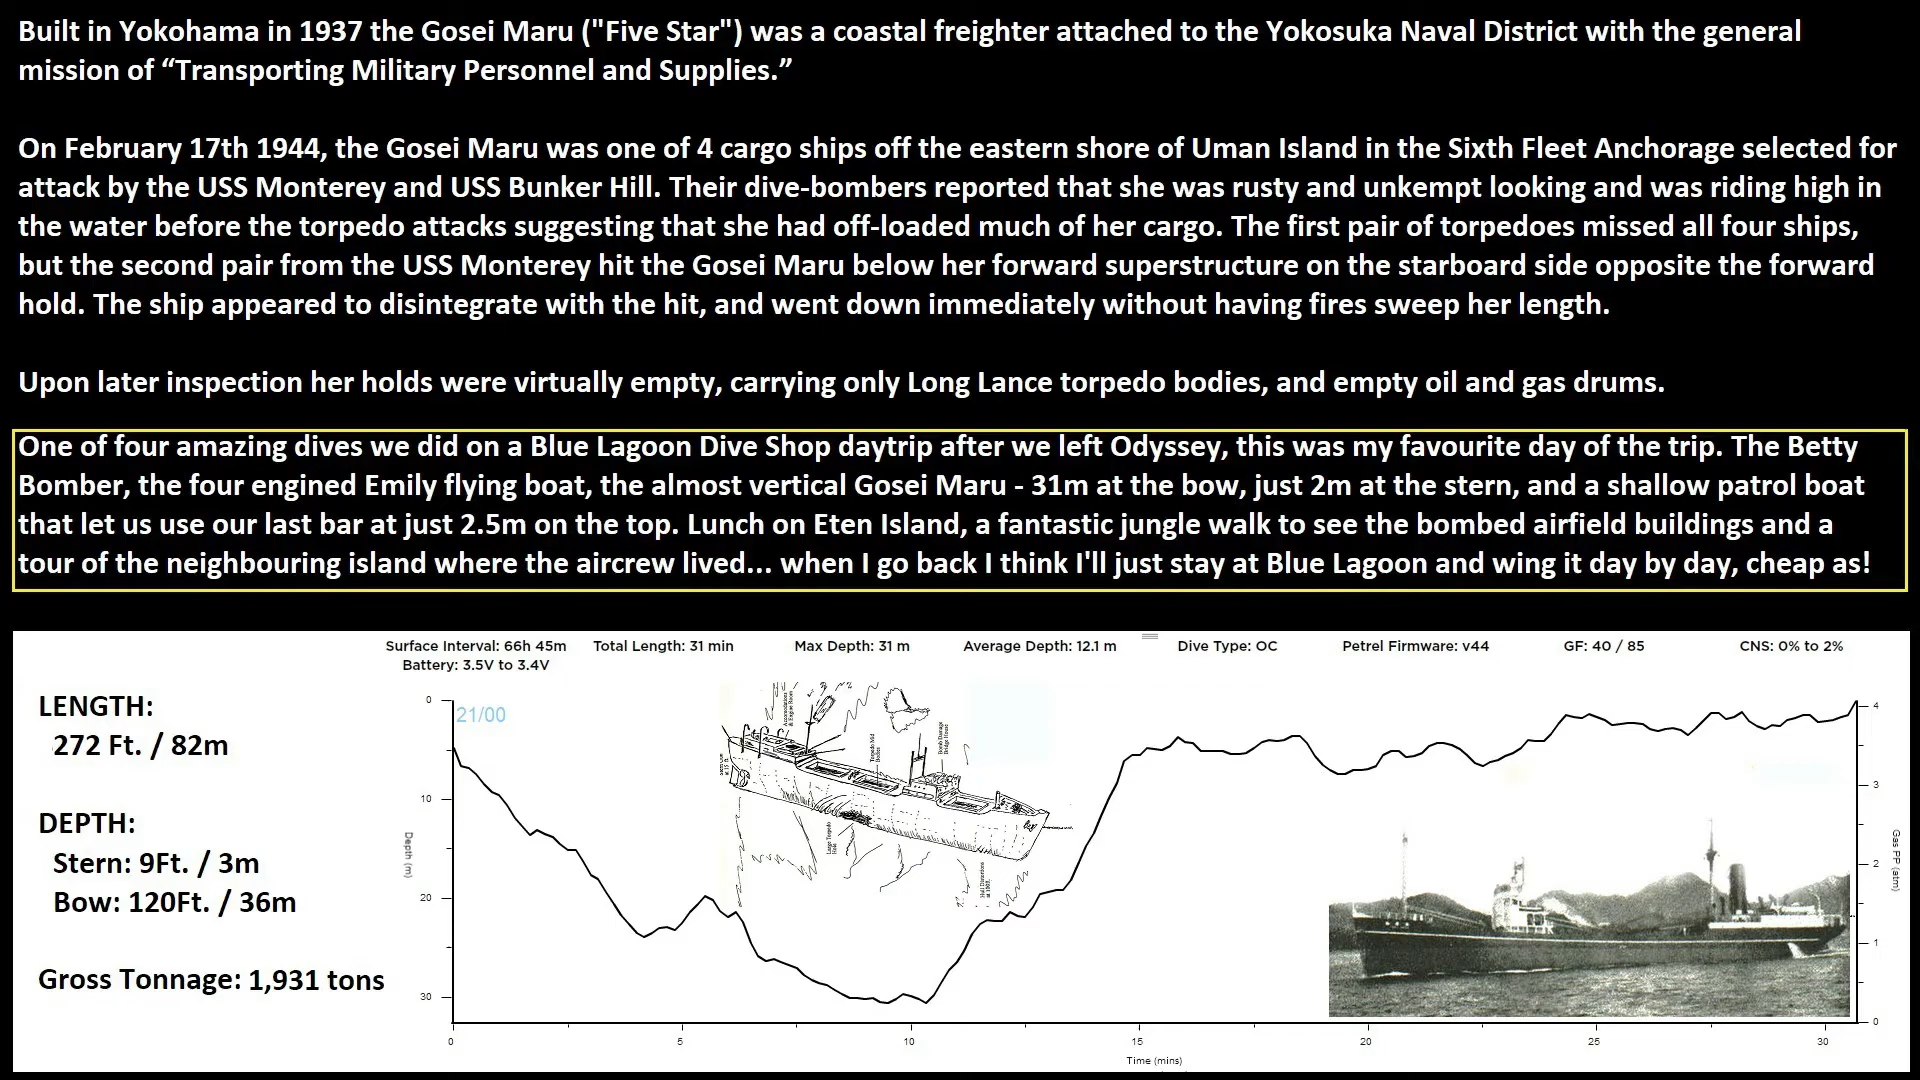 Built in Yokohama in 1937 the Gosei Maru ("Five Star") was a coastal freighter attached to the Yokosuka Naval District with the general
mission of “Transporting Military Personnel and Supplies.”
On February 17th 1944, the Gosei Maru was one of 4 cargo ships off the eastern shore of Uman Island in the Sixth Fleet Anchorage selected for
attack by the USS Monterey and USS Bunker Hill. Their dive-bombers reported that she was rusty and unkempt looking and was riding high in
the water before the torpedo attacks suggesting that she had off-loaded much of her cargo. The first pair of torpedoes missed all four ships,
but the second pair from the USS Monterey hit the Gosei Maru below her forward superstructure on the starboard side opposite the forward
hold. The ship appeared to disintegrate with the hit, and went down immediately without having fires sweep her length.
Upon later inspection her holds were virtually empty, carrying only Long Lance torpedo bodies, and empty oil and gas drums.
One of four amazing dives we did on a Blue Lagoon Dive Shop daytrip after we left Odyssey, this was my favourite day of the trip. The Betty
Bomber, the four engined Emily flying boat, the almost vertical Gosei Maru - 31m at the bow, just 2m at the stern, and a shallow patrol boat
that let us use our last bar at just 2.5m on the top. Lunch on Eten Island, a fantastic jungle walk to see the bombed airfield buildings and a
tour of the neighbouring island where the aircrew lived... when I go back I think I'll just stay at Blue Lagoon and wing it day by day, cheap as!
Surface Interval: 66h 45m Total Length: 31 min Max Depth: 31 m Average Depth: 12.1 m Dive Type: OC Petrel Firmware: v44 GF: 40 / 85 CNS: 0% to 2%
Battery: 3.5V to 3.4V
LENGTH:
272 Ft. / 82m
DEPTH:
Stern: 9Ft. / 3m
Bow: 120Ft. / 36m
Gross Tonnage: 1,931 tons
21/00
0
10
20
30
Depth (m)
Accomodations
& Engine Room
Torpedo Mid
Bodies
Bomb Damage
Bridge House
Large Torpedo
Hole
Hull Distortions
4
3
2
1
0
Gas PP (atm)
0 5 10 15 20 25 30
Time (mins)